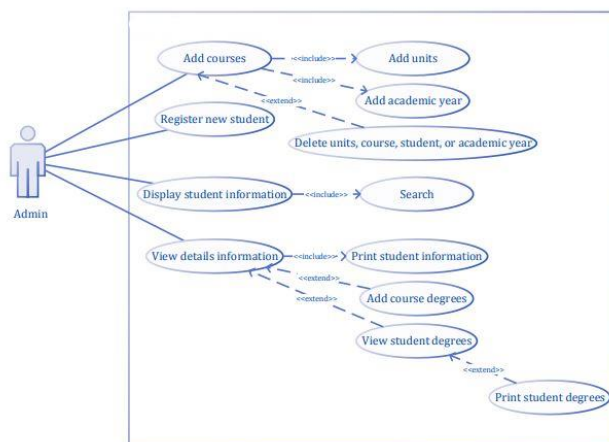 Add courses
<<include>>
Add units
<<include>>
Add academic year
<<extend>>
Register new student
Delete units, course, student, or academic year
Admin
Display student information
<<include>>
Search
View details information
<<include>>
Print student information
<<extend>>
Add course degrees
<<extend>>
View student degrees
<<extend>>
Print student degrees